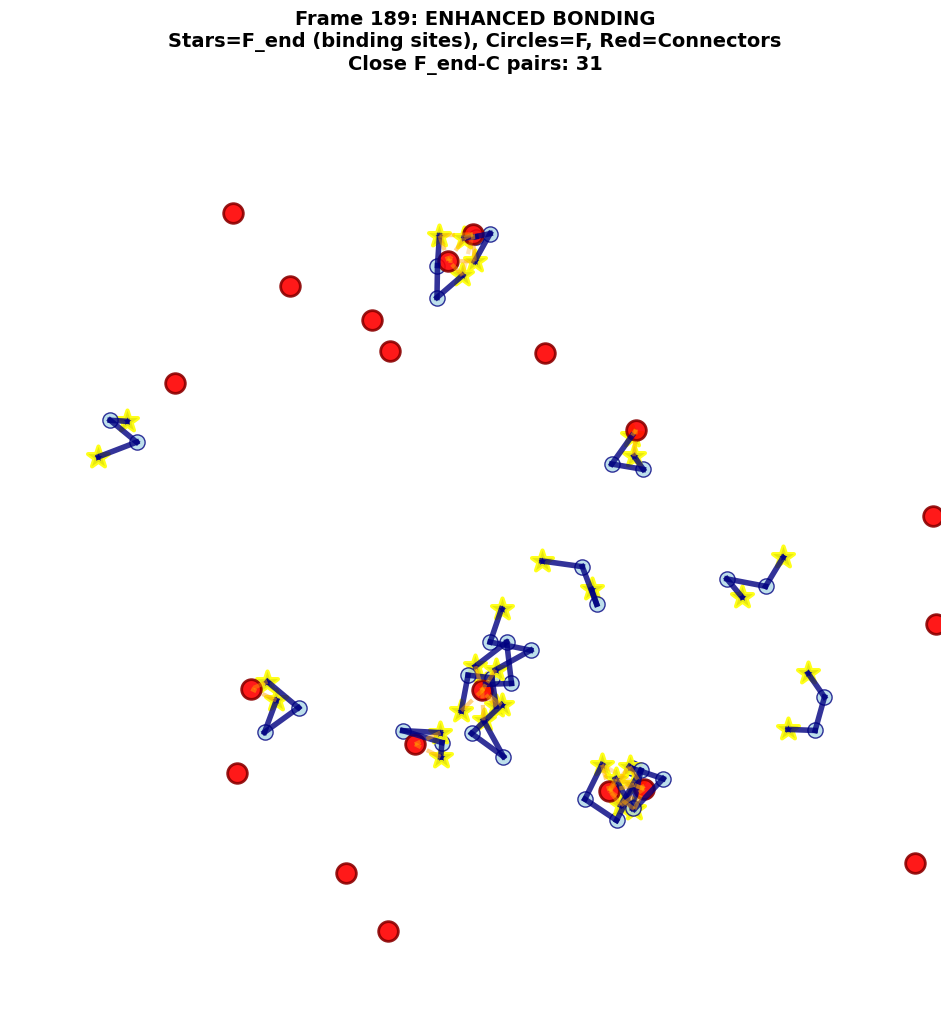 Frame 189: ENHANCED BONDING
Stars=F_end (binding sites), Circles=F, Red=Connectors
Close F_end-C pairs: 31